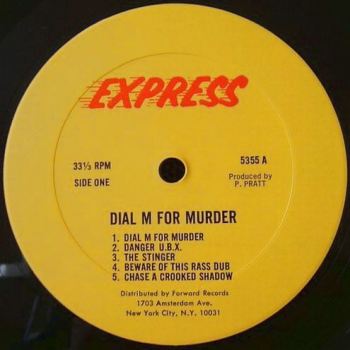 EXPRESS
33⅓ RPM
5355 A
SIDE ONE
Produced by
P. PRATT
DIAL M FOR MURDER
1. DIAL M FOR MURDER
2. DANGER U.B.X.
3. THE STINGER
4. BEWARE OF THIS RASS DUB
5. CHASE A CROOKED SHADOW
Distributed by Forward Records
1703 Amsterdam Ave.
New York City, N.Y. 10031